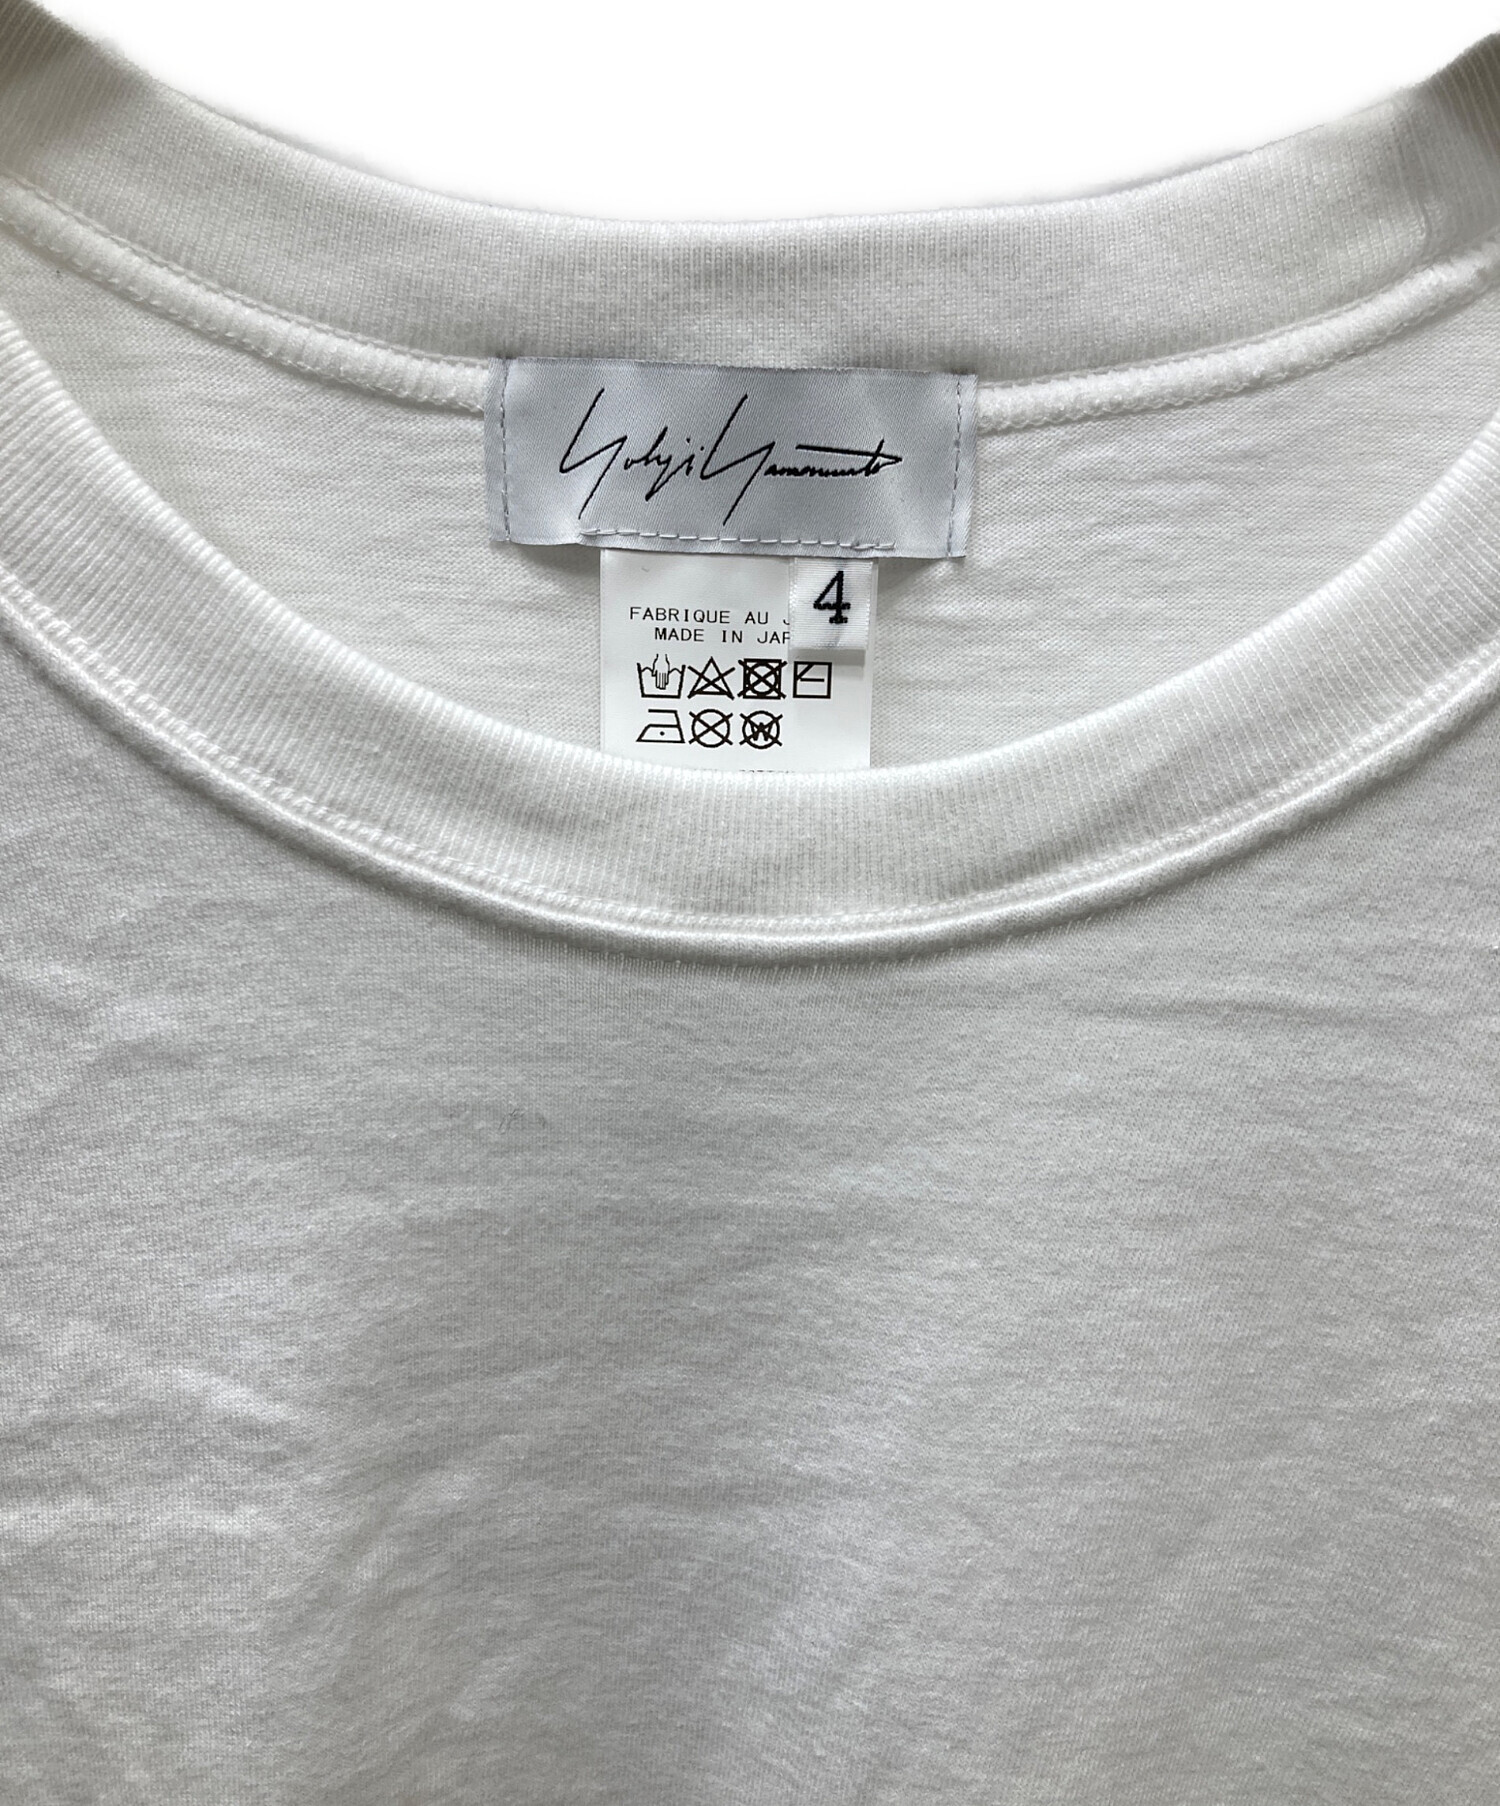 Yohji Yamamoto
4
FABRIQUE AU J
MADE IN JAP
W